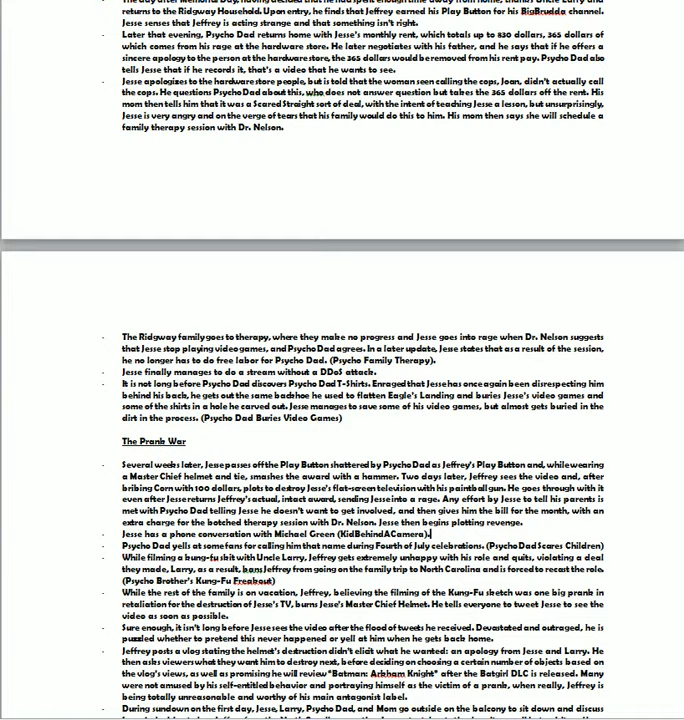 returns to the Ridgway Household. Upon entry, he finds that Jeffrey earned his Play Button for his BigBrudda channel.
Jesse senses that Jeffrey is acting strange and that something isn't right.
- Later that evening, Psycho Dad returns home with Jesse's monthly rent, which totals up to 830 dollars, 365 dollars of
which comes from his rage at the hardware store. He later negotiates with his father, and he says that if he offers a
sincere apology to the person at the hardware store, the 365 dollars would be removed from his rent pay. Psycho Dad also
tells Jesse that if he records it, that's a video that he wants to see.
- Jesse apologizes to the hardware store people, but is told that the woman seen calling the cops, Joan, didn't actually call
the cops. He questions Psycho Dad about this, who does not answer question but takes the 365 dollars off the rent. His
mom then tells him that it was a Scared Straight sort of deal, with the intent of teaching Jesse a lesson, but unsurprisingly,
Jesse is very angry and on the verge of tears that his family would do this to him. His mom then says she will schedule a
family therapy session with Dr. Nelson.
- The Ridgway family goes to therapy, where they make no progress and Jesse goes into rage when Dr. Nelson suggests
that Jesse stop playing video games, and Psycho Dad agrees. In a later update, Jesse states that as a result of the session,
he no longer has to do free labor for Psycho Dad. (Psycho Family Therapy).
- Jesse finally manages to do a stream without a DDoS attack.
- It is not long before Psycho Dad discovers Psycho Dad T-Shirts. Enraged that Jesse has once again been disrespecting him
behind his back, he gets out the same backhoe he used to flatten Eagle's Landing and buries Jesse's video games and
some of the shirts in a hole he carved out. Jesse manages to save some of his video games, but almost gets buried in the
dirt in the process. (Psycho Dad Buries Video Games)
The Prank War
- Several weeks later, Jesse passes off the Play Button shattered by Psycho Dad as Jeffrey's Play Button and, while wearing
a Master Chief helmet and tie, smashes the award with a hammer. Two days later, Jeffrey sees the video and, after
bribing Corn with 100 dollars, plots to destroy Jesse's flat-screen television with his paintball gun. He goes through with it
even after Jesse returns Jeffrey's actual, intact award, sending Jesse into a rage. Any effort by Jesse to tell his parents is
met with Psycho Dad telling Jesse he doesn't want to get involved, and then gives him the bill for the month, with an
extra charge for the botched therapy session with Dr. Nelson. Jesse then begins plotting revenge.
- Jesse has a phone conversation with Michael Green (KidBehindACamera).
- Psycho Dad yells at some fans for calling him that name during Fourth of July celebrations. (Psycho Dad Scares Children)
- While filming a kung-fu skit with Uncle Larry, Jeffrey gets extremely unhappy with his role and quits, violating a deal
they made, Larry, as a result, bans Jeffrey from going on the family trip to North Carolina and is forced to recast the role.
(Psycho Brother's Kung-Fu Freakout)
- While the rest of the family is on vacation, Jeffrey, believing the filming of the Kung-Fu sketch was one big prank in
retaliation for the destruction of Jesse's TV, burns Jesse's Master Chief Helmet. He tells everyone to tweet Jesse to see the
video as soon as possible.
- Sure enough, it isn't long before Jesse sees the video after the flood of tweets he received. Devastated and outraged, he is
puzzled whether to pretend this never happened or yell at him when he gets back home.
- Jeffrey posts a vlog stating the helmet's destruction didn't elicit what he wanted: an apology from Jesse and Larry. He
then asks viewers what they want him to destroy next, before deciding on choosing a certain number of objects based on
the vlog's views, as well as promising he will review "Batman: Arkham Knight" after the Batgirl DLC is released. Many
were not amused by his self-entitled behavior and portraying himself as the victim of a prank, when really, Jeffrey is
being totally unreasonable and worthy of his main antagonist label.
- During sundown on the first day, Jesse, Larry, Psycho Dad, and Mom go outside on the balcony to sit down and discuss